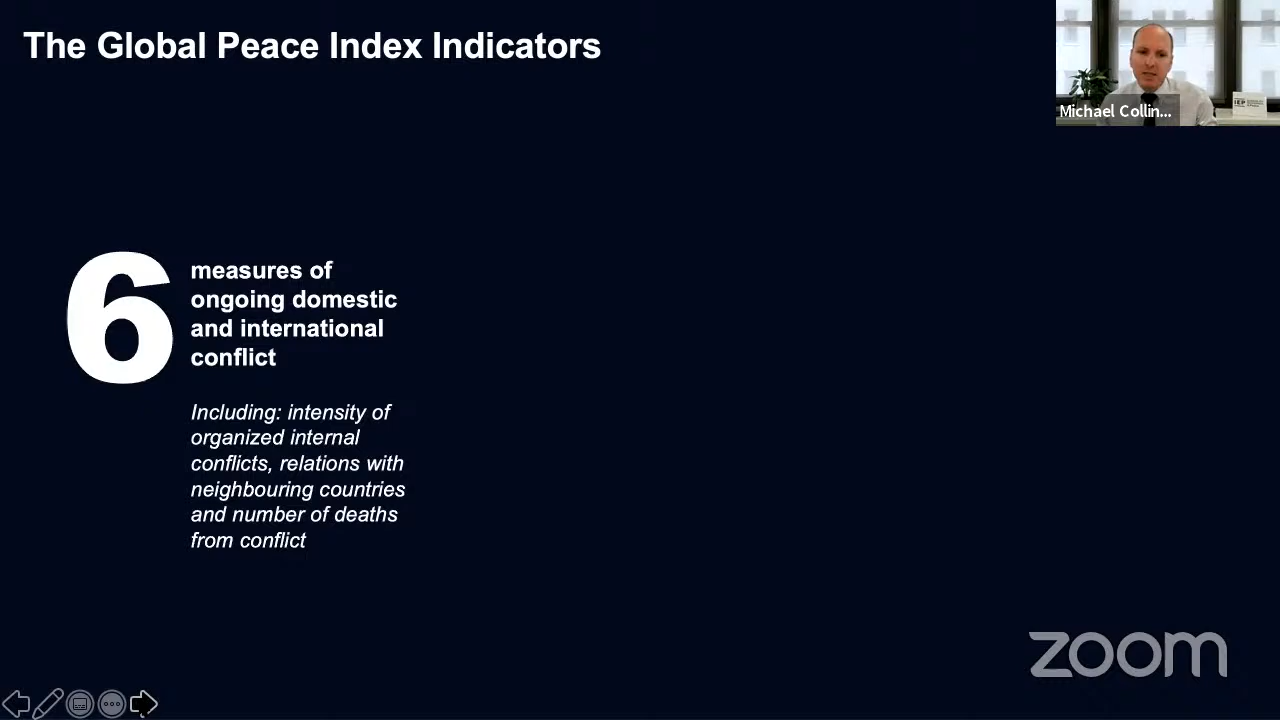 The Global Peace Index Indicators
Michael Collin...
IEP
6
measures of
ongoing domestic
and international
conflict
Including: intensity of
organized internal
conflicts, relations with
neighbouring countries
and number of deaths
from conflict
zoom